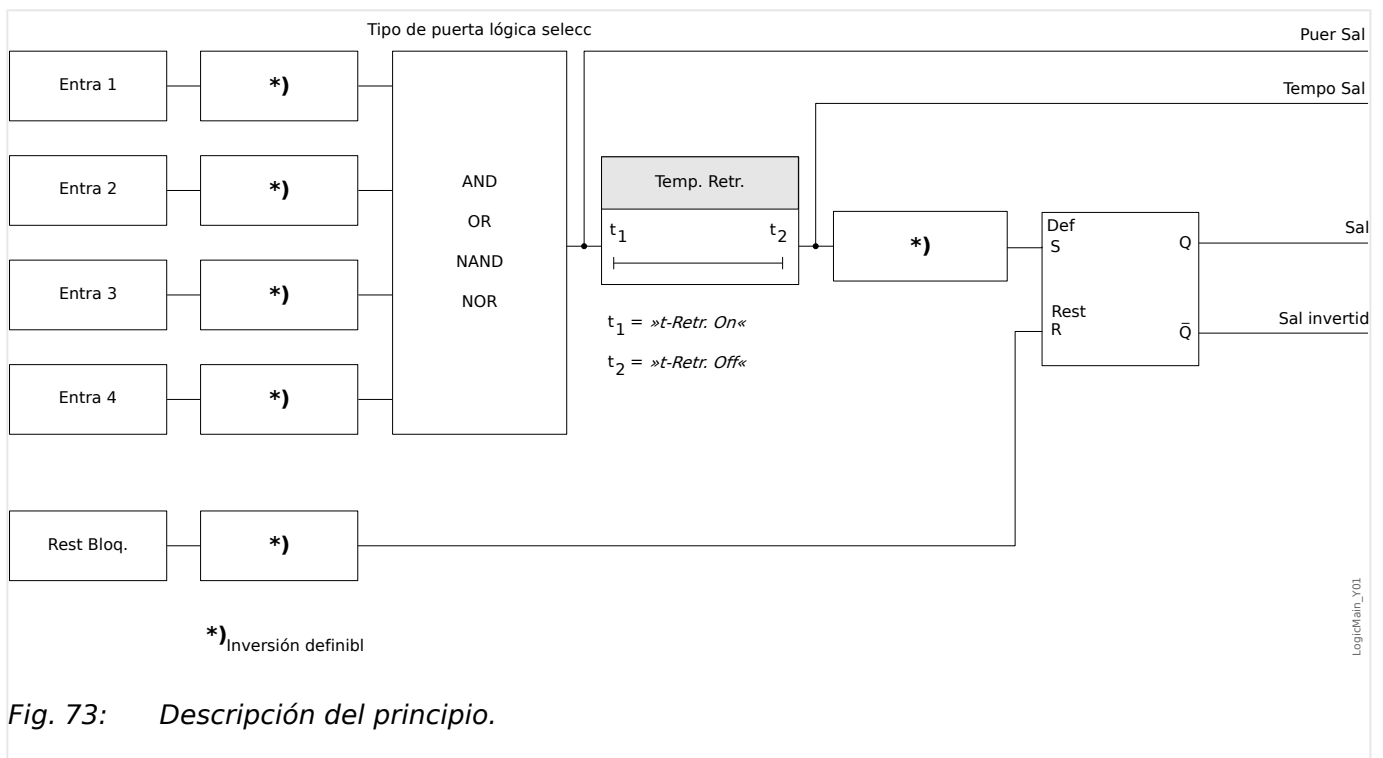 Tipo de puerta lógica selecc
Puer Sal
Tempo Sal
Entra 1
*)
Entra 2
*)
Entra 3
*)
Entra 4
*)
AND
OR
NAND
NOR
Temp. Retr.
t1
t2
t1 = »t-Retr. On«
t2 = »t-Retr. Off«
*)
Def
S
Q
Rest
R
Q̅
Sal
Sal invertid
Rest Bloq.
*)
*)Inversión definibl
LogicMain_Y01
Fig. 73: Descripción del principio.